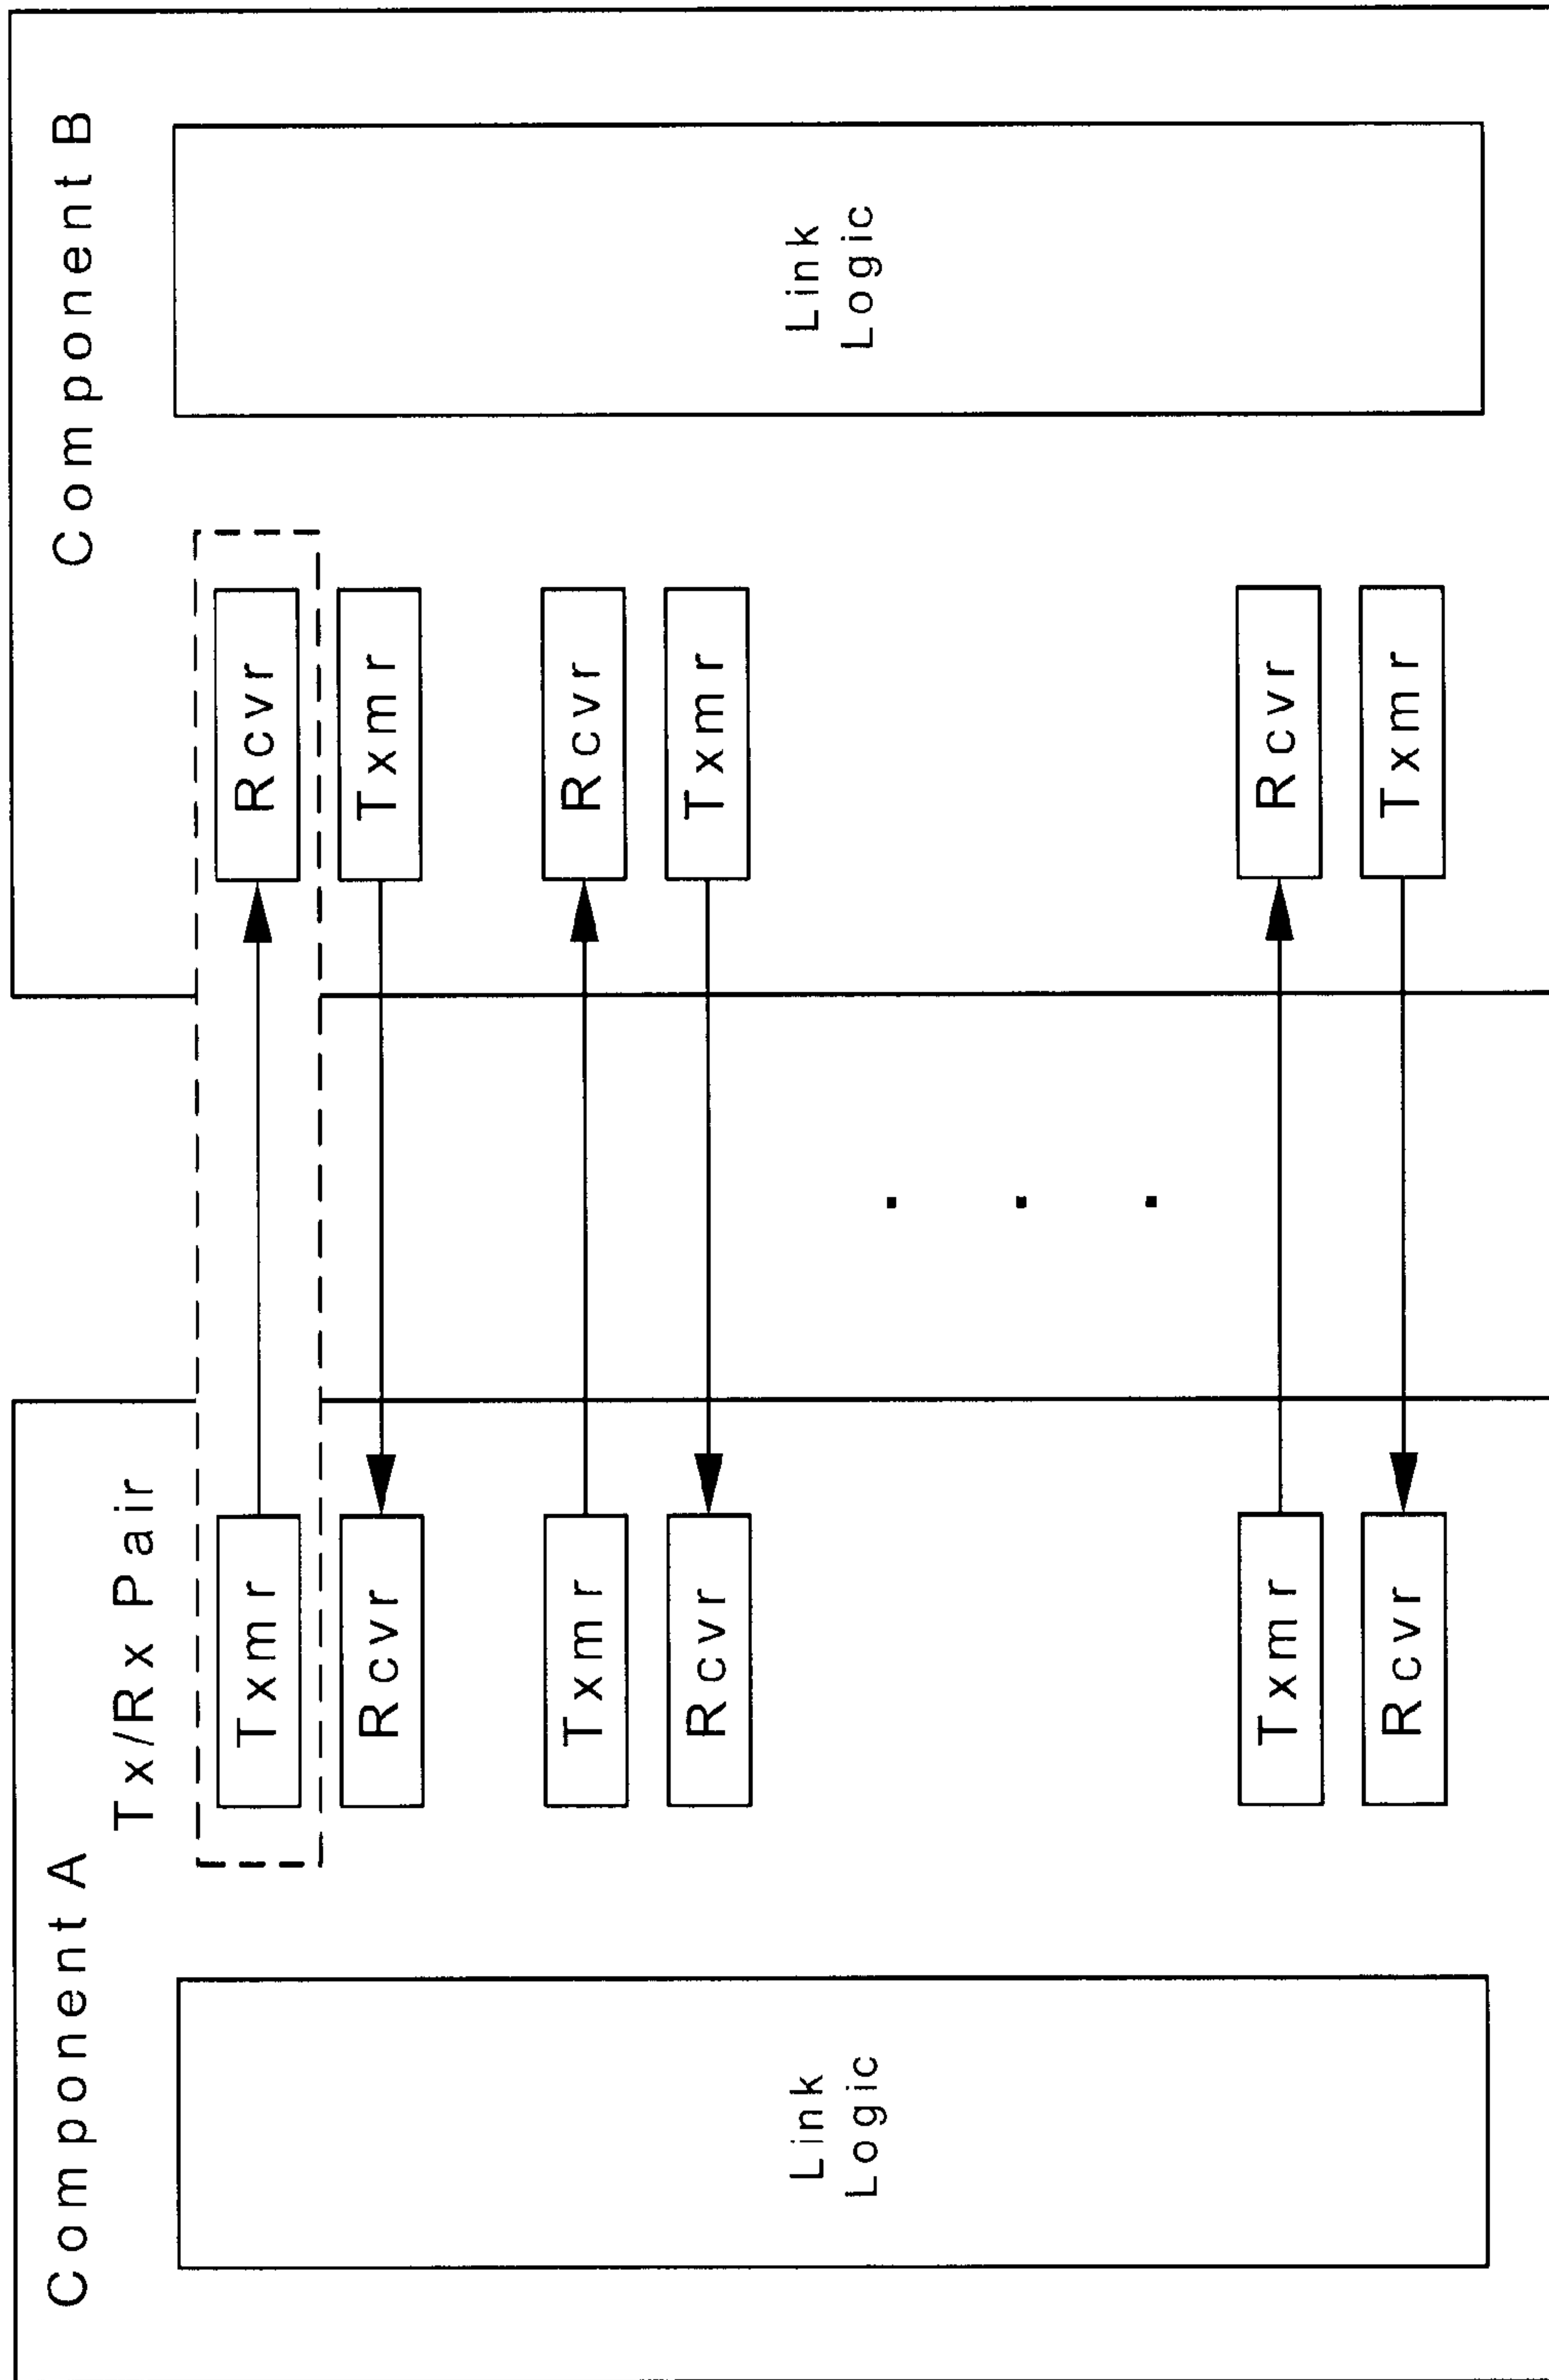 Component A
Component B
Tx/Rx Pair
Txmr
Rcvr
Rcvr
Txmr
Txmr
Rcvr
Rcvr
Txmr
Link
Logic
Link
Logic
Txmr
Rcvr
Rcvr
Txmr